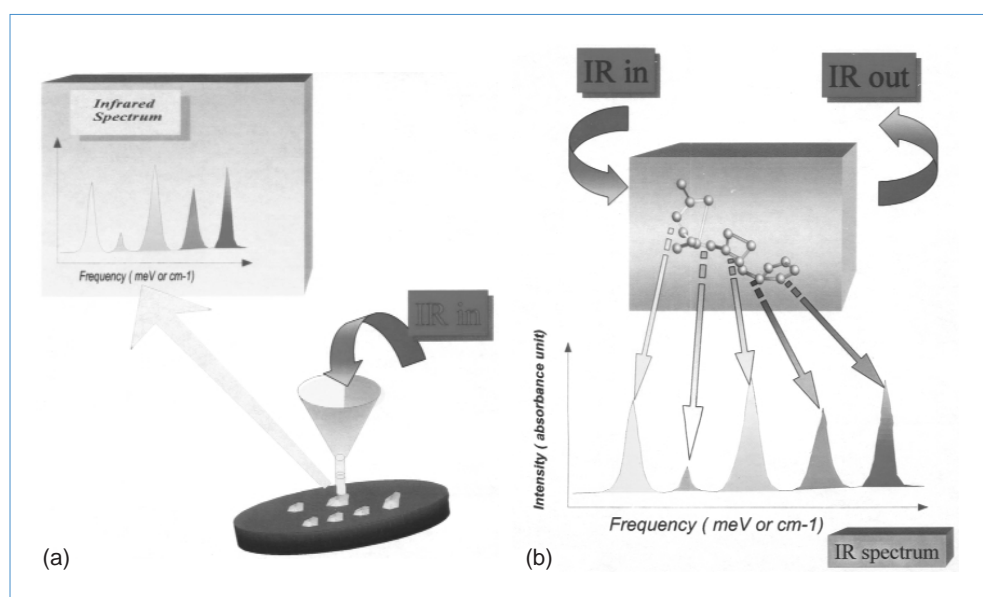 Infrared
Spectrum
Frequency ( meV or cm-1)
IR in
(a)
IR in
IR out
Intensity ( absorbance unit)
Frequency ( meV or cm-1)
IR spectrum
(b)